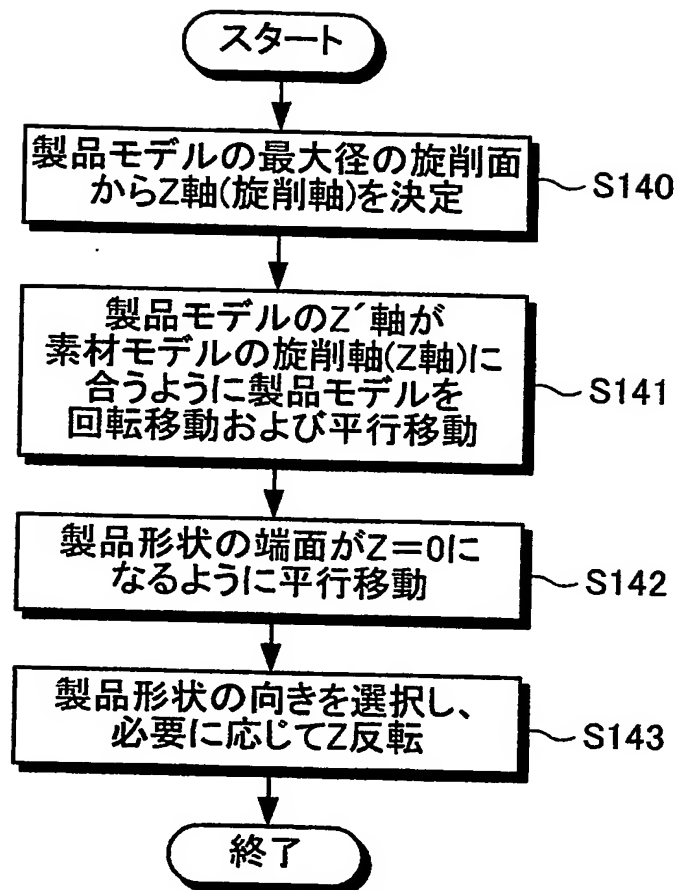 スタート
製品モデルの最大径の旋削面
からZ軸(旋削軸)を決定
S140
製品モデルのZ´軸が
素材モデルの旋削軸(Z軸)に
合うように製品モデルを
回転移動および平行移動
S141
製品形状の端面がZ=0に
なるように平行移動
S142
製品形状の向きを選択し、
必要に応じてZ反転
S143
終了